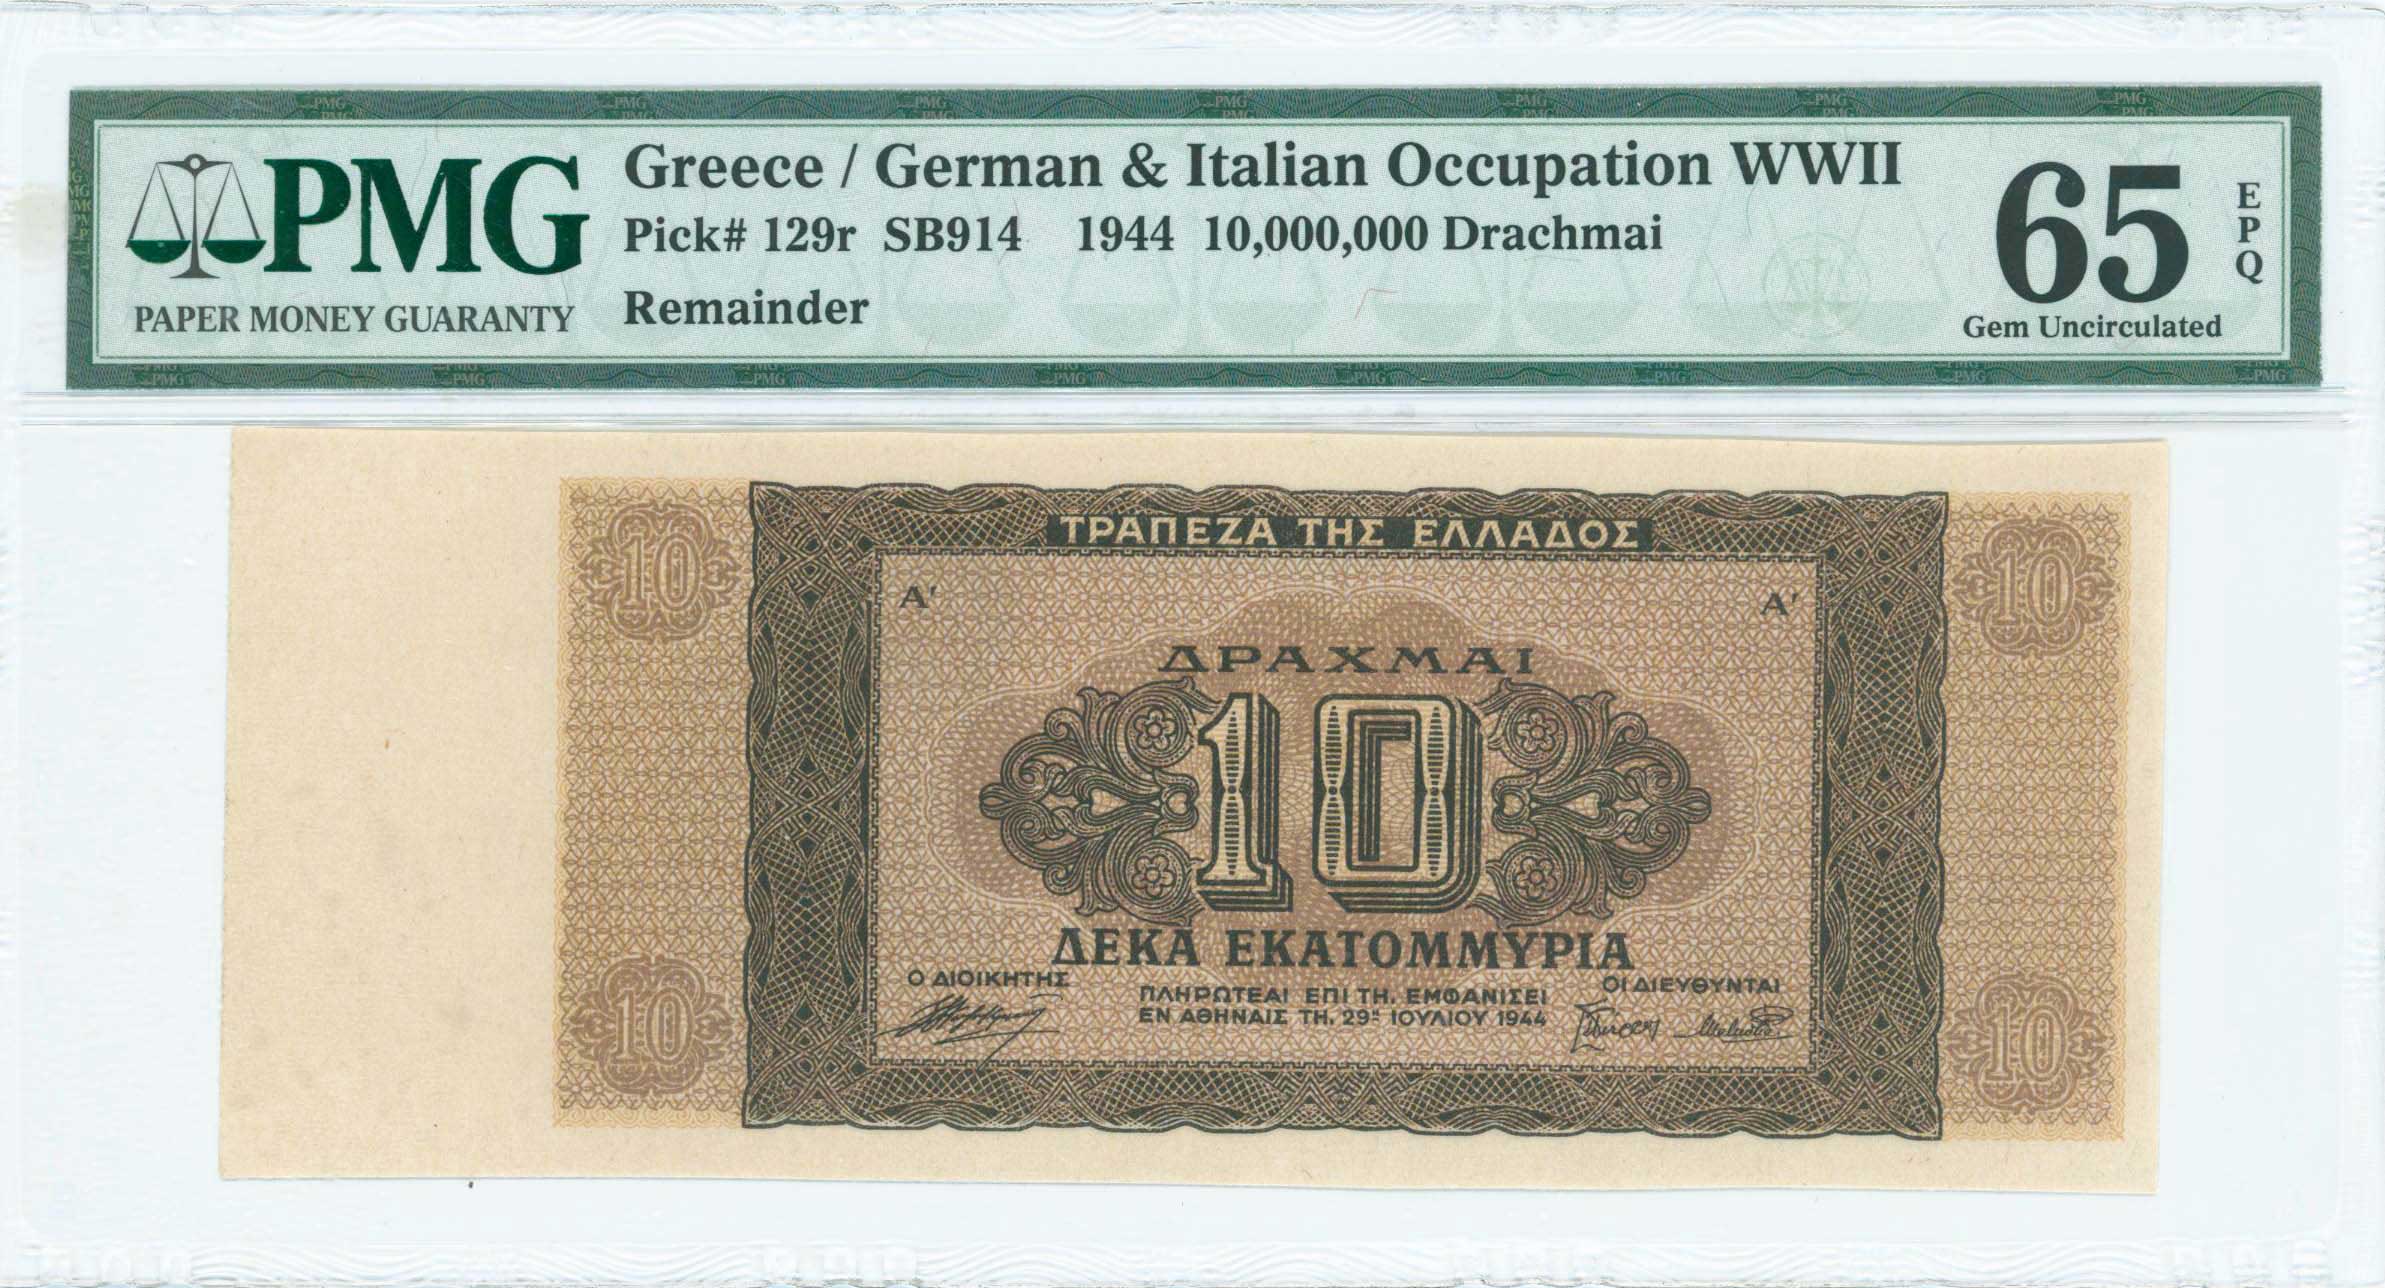 PMG
PAPER MONEY GUARANTY
Greece / German & Italian Occupation WWII
Pick# 129r SB914 1944 10,000,000 Drachmai
Remainder
65
EPQ
Gem Uncirculated
ΤΡΑΠΕΖΑ ΤΗΣ ΕΛΛΑΔΟΣ
10 10
Α' Α'
ΔΡΑΧΜΑΙ
10
ΔΕΚΑ ΕΚΑΤΟΜΜΥΡΙΑ
Ο ΔΙΟΙΚΗΤΗΣ
ΟΙ ΔΙΕΥΘΥΝΤΑΙ
ΠΛΗΡΩΤΕΑΙ ΕΠΙ ΤΗ. ΕΜΦΑΝΙΣΕΙ
ΕΝ ΑΘΗΝΑΙΣ ΤΗ. 29ῃ ΙΟΥΛΙΟΥ 1944
10 10